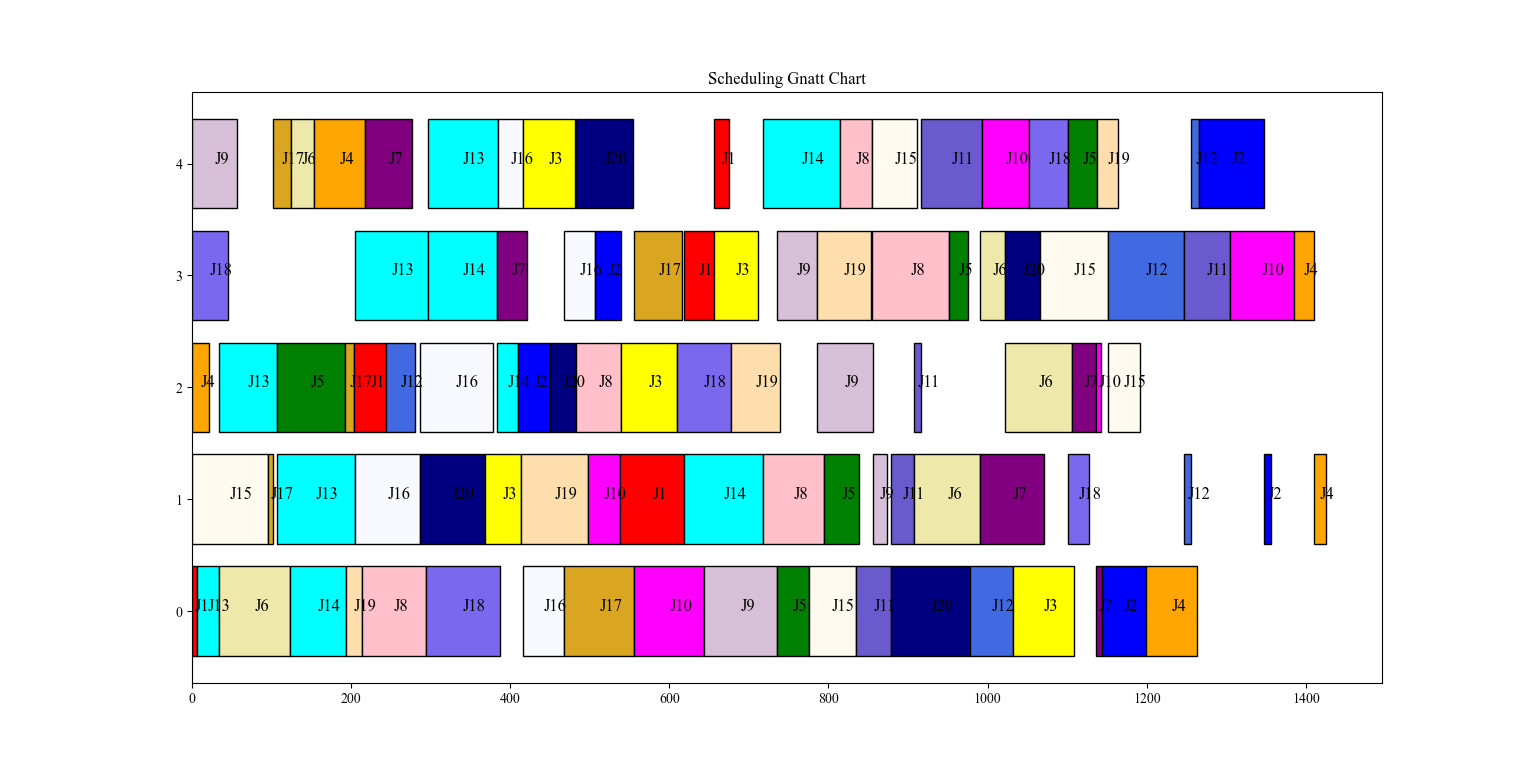 Scheduling Gnatt Chart
4 J9 J17 J6 J4 J7 J13 J16 J3 J20 J1 J14 J8 J15 J11 J10 J18 J5 J19 J12 J2
3 J18 J13 J14 J7 J16 J2 J17 J1 J3 J9 J19 J8 J5 J6 J20 J15 J12 J11 J10 J4
2 J4 J13 J5 J17 J1 J12 J16 J14 J2 J20 J8 J3 J18 J19 J9 J11 J6 J7 J10 J15
1 J15 J17 J13 J16 J20 J3 J19 J10 J1 J14 J8 J5 J9 J11 J6 J7 J18 J12 J2 J4
0 J1 J13 J6 J14 J19 J8 J18 J16 J17 J10 J9 J5 J15 J11 J20 J12 J3 J7 J2 J4
0 200 400 600 800 1000 1200 1400